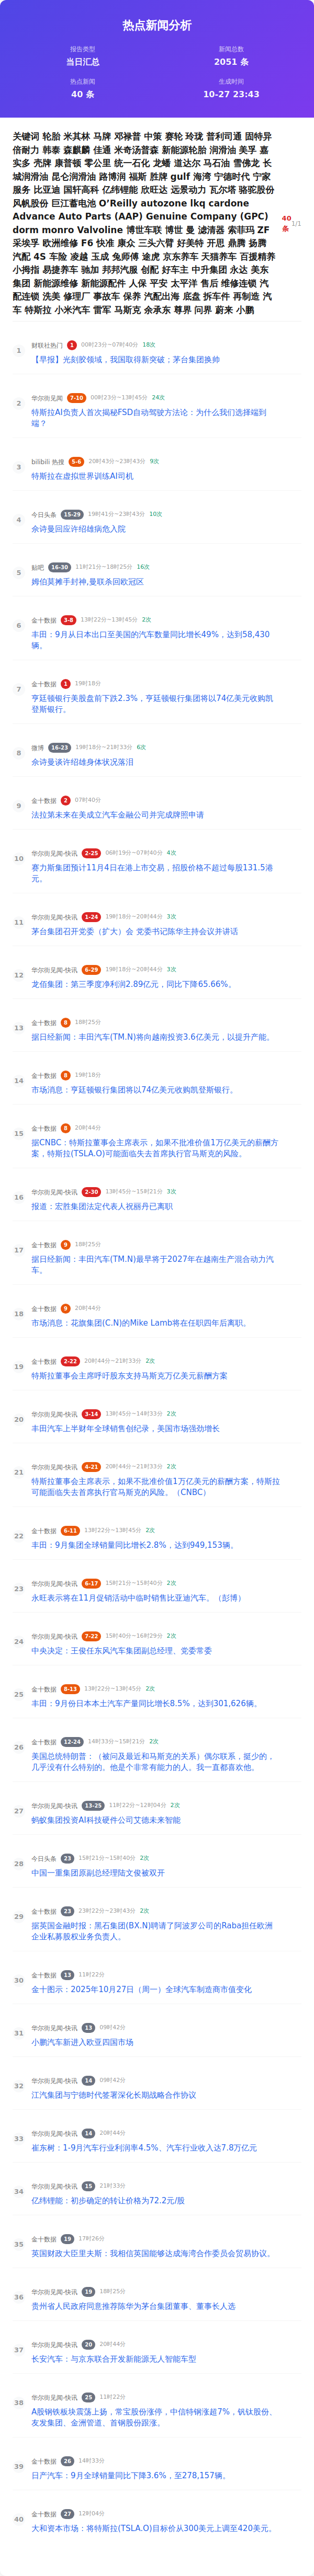 热点新闻分析
报告类型
当日汇总
新闻总数
2051 条
热点新闻
40 条
生成时间
10-27 23:43
关键词 轮胎 米其林 马牌 邓禄普 中策 赛轮 玲珑 普利司通 固特异
倍耐力 韩泰 森麒麟 佳通 米奇汤普森 新能源轮胎 润滑油 美孚 嘉
实多 壳牌 康普顿 零公里 统一石化 龙蟠 道达尔 马石油 雪佛龙 长
城润滑油 昆仑润滑油 路博润 福斯 胜牌 gulf 海湾 宁德时代 宁家
服务 比亚迪 国轩高科 亿纬锂能 欣旺达 远景动力 瓦尔塔 骆驼股份
风帆股份 巨江蓄电池 O’Reilly autozone lkq cardone
Advance Auto Parts (AAP) Genuine Company (GPC)
dorm monro Valvoline 博世车联 博世 曼 滤清器 索菲玛 ZF
采埃孚 欧洲维修 F6 快准 康众 三头六臂 好美特 开思 鼎腾 扬腾
汽配 4S 车险 凌趟 玉成 兔师傅 途虎 京东养车 天猫养车 百援精养
小拇指 易捷养车 驰加 邦邦汽服 创配 好车主 中升集团 永达 美东
集团 新能源维修 新能源配件 人保 平安 太平洋 售后 维修连锁 汽
配连锁 洗美 修理厂 事故车 保养 汽配出海 底盘 拆车件 再制造 汽
车 特斯拉 小米汽车 雷军 马斯克 余承东 尊界 问界 蔚来 小鹏
40
条
1/1
1
财联社热门 1 00时23分~07时40分 18次
【早报】光刻胶领域，我国取得新突破；茅台集团换帅
2
华尔街见闻 7-10 00时23分~13时45分 24次
特斯拉AI负责人首次揭秘FSD自动驾驶方法论：为什么我们选择端到
端？
3
bilibili 热搜 5-6 20时43分~23时43分 9次
特斯拉在虚拟世界训练AI司机
4
今日头条 15-29 19时41分~23时43分 10次
佘诗曼回应许绍雄病危入院
5
贴吧 16-30 11时21分~18时25分 16次
姆伯莫摊手封神,曼联杀回欧冠区
6
金十数据 3-8 13时22分~13时45分 2次
丰田：9月从日本出口至美国的汽车数量同比增长49%，达到58,430
辆。
7
金十数据 1 19时18分
亨廷顿银行美股盘前下跌2.3%，亨廷顿银行集团将以74亿美元收购凯
登斯银行。
8
微博 16-23 19时18分~21时33分 6次
佘诗曼谈许绍雄身体状况落泪
9
金十数据 2 07时40分
法拉第未来在美成立汽车金融公司并完成牌照申请
10
华尔街见闻-快讯 2-25 06时19分~07时40分 4次
赛力斯集团预计11月4日在港上市交易，招股价格不超过每股131.5港
元。
11
华尔街见闻-快讯 1-24 19时18分~20时44分 3次
茅台集团召开党委（扩大）会 党委书记陈华主持会议并讲话
12
华尔街见闻-快讯 6-29 19时18分~20时44分 3次
龙佰集团：第三季度净利润2.89亿元，同比下降65.66%。
13
金十数据 8 18时25分
据日经新闻：丰田汽车(TM.N)将向越南投资3.6亿美元，以提升产能。
14
金十数据 8 19时18分
市场消息：亨廷顿银行集团将以74亿美元收购凯登斯银行。
15
金十数据 8 20时44分
据CNBC：特斯拉董事会主席表示，如果不批准价值1万亿美元的薪酬方
案，特斯拉(TSLA.O)可能面临失去首席执行官马斯克的风险。
16
华尔街见闻-快讯 2-30 13时45分~15时21分 3次
报道：宏胜集团法定代表人祝丽丹已离职
17
金十数据 9 18时25分
据日经新闻：丰田汽车(TM.N)最早将于2027年在越南生产混合动力汽
车。
18
金十数据 9 20时44分
市场消息：花旗集团(C.N)的Mike Lamb将在任职四年后离职。
19
金十数据 2-22 20时44分~21时33分 2次
特斯拉董事会主席呼吁股东支持马斯克万亿美元薪酬方案
20
华尔街见闻-快讯 3-14 13时45分~14时33分 2次
丰田汽车上半财年全球销售创纪录，美国市场强劲增长
21
华尔街见闻-快讯 4-21 20时44分~21时33分 2次
特斯拉董事会主席表示，如果不批准价值1万亿美元的薪酬方案，特斯拉
可能面临失去首席执行官马斯克的风险。（CNBC）
22
金十数据 6-11 13时22分~13时45分 2次
丰田：9月集团全球销量同比增长2.8%，达到949,153辆。
23
华尔街见闻-快讯 6-17 15时21分~15时40分 2次
永旺表示将在11月促销活动中临时销售比亚迪汽车。（彭博）
24
华尔街见闻-快讯 7-22 15时40分~16时29分 2次
中央决定：王俊任东风汽车集团副总经理、党委常委
25
金十数据 8-13 13时22分~13时45分 2次
丰田：9月份日本本土汽车产量同比增长8.5%，达到301,626辆。
26
金十数据 12-24 14时33分~15时21分 2次
美国总统特朗普：（被问及最近和马斯克的关系）偶尔联系，挺少的，
几乎没有什么特别的。他是个非常有能力的人。我一直都喜欢他。
27
华尔街见闻-快讯 13-25 11时22分~12时04分 2次
蚂蚁集团投资AI科技硬件公司艾德未来智能
28
今日头条 23 15时21分~15时40分 2次
中国一重集团原副总经理陆文俊被双开
29
金十数据 23 23时22分~23时43分 2次
据英国金融时报：黑石集团(BX.N)聘请了阿波罗公司的Raba担任欧洲
企业私募股权业务负责人。
30
金十数据 13 11时22分
金十图示：2025年10月27日（周一）全球汽车制造商市值变化
31
华尔街见闻-快讯 13 09时42分
小鹏汽车新进入欧亚四国市场
32
华尔街见闻-快讯 14 09时42分
江汽集团与宁德时代签署深化长期战略合作协议
33
华尔街见闻-快讯 14 20时44分
崔东树：1-9月汽车行业利润率4.5%、汽车行业收入达7.8万亿元
34
华尔街见闻-快讯 15 21时33分
亿纬锂能：初步确定的转让价格为72.2元/股
35
金十数据 19 17时26分
英国财政大臣里夫斯：我相信英国能够达成海湾合作委员会贸易协议。
36
华尔街见闻-快讯 19 18时25分
贵州省人民政府同意推荐陈华为茅台集团董事、董事长人选
37
华尔街见闻-快讯 20 20时44分
长安汽车：与京东联合开发新能源无人智能车型
38
华尔街见闻-快讯 25 11时22分
A股钢铁板块震荡上扬，常宝股份涨停，中信特钢涨超7%，钒钛股份、
友发集团、金洲管道、首钢股份跟涨。
39
金十数据 26 14时33分
日产汽车：9月全球销量同比下降3.6%，至278,157辆。
40
金十数据 27 12时04分
大和资本市场：将特斯拉(TSLA.O)目标价从300美元上调至420美元。